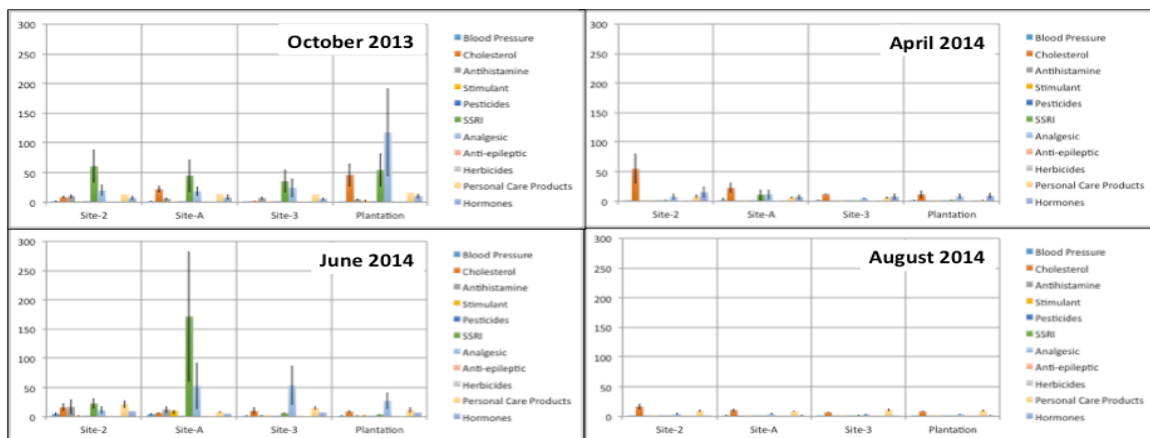 October 2013
300
250
200
150
100
50
0
Site-2 Site-A Site-3 Plantation
Blood Pressure
Cholesterol
Antihistamine
Stimulant
Pesticides
SSRI
Analgesic
Anti-epileptic
Herbicides
Personal Care Products
Hormones
April 2014
300
250
200
150
100
50
0
Site-2 Site-A Site-3 Plantation
Blood Pressure
Cholesterol
Antihistamine
Stimulant
Pesticides
SSRI
Analgesic
Anti-epileptic
Herbicides
Personal Care Products
Hormones
June 2014
300
250
200
150
100
50
0
Site-2 Site-A Site-3 Plantation
Blood Pressure
Cholesterol
Antihistamine
Stimulant
Pesticides
SSRI
Analgesic
Anti-epileptic
Herbicides
Personal Care Products
Hormones
August 2014
300
250
200
150
100
50
0
Site-2 Site-A Site-3 Plantation
Blood Pressure
Cholesterol
Antihistamine
Stimulant
Pesticides
SSRI
Analgesic
Anti-epileptic
Herbicides
Personal Care Products
Hormones